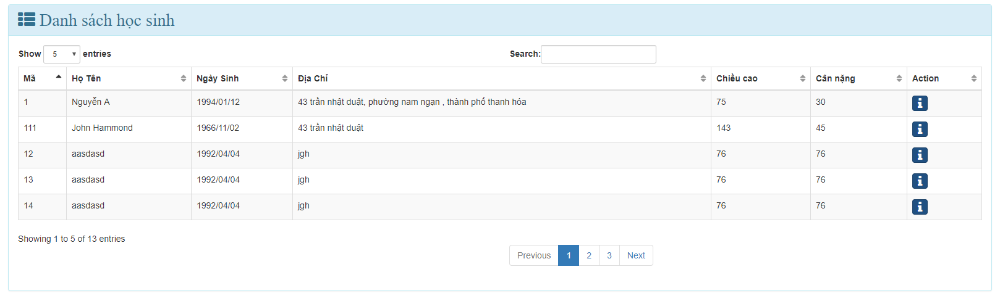 Danh sách học sinh
Show 5 entries Search:
Mã Họ Tên Ngày Sinh Địa Chỉ Chiều cao Cân nặng Action
1 Nguyễn A 1994/01/12 43 trần nhật duật, phường nam ngạn , thành phố thanh hóa 75 30
111 John Hammond 1966/11/02 43 trần nhật duật 143 45
12 aasdasd 1992/04/04 jgh 76 76
13 aasdasd 1992/04/04 jgh 76 76
14 aasdasd 1992/04/04 jgh 76 76
Showing 1 to 5 of 13 entries
Previous 1 2 3 Next